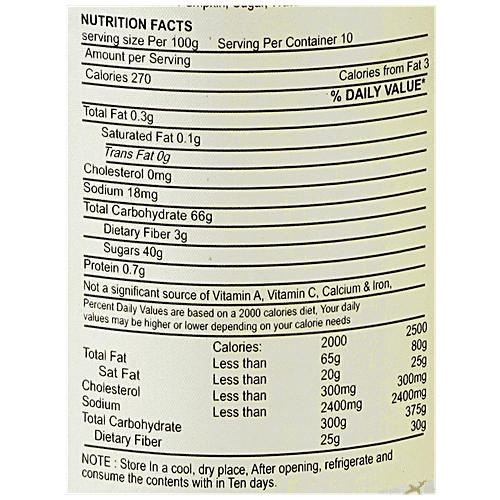 Pumpkin, Sugar,
NUTRITION FACTS
serving size Per 100g Serving Per Container 10
Amount per Serving
Calories 270 Calories from Fat 3
% DAILY VALUE*
Total Fat 0.3g
Saturated Fat 0.1g
Trans Fat 0g
Cholesterol 0mg
Sodium 18mg
Total Carbohydrate 66g
Dietary Fiber 3g
Sugars 40g
Protein 0.7g
Not a significant source of Vitamin A, Vitamin C, Calcium & Iron,
Percent Daily Values are based on a 2000 calories diet, Your daily
values may be higher or lower depending on your calorie needs
Calories: 2000 2500
Total Fat Less than 65g 80g
Sat Fat Less than 20g 25g
Cholesterol Less than 300mg 300mg
Sodium Less than 2400mg 2400mg
Total Carbohydrate 300g 375g
Dietary Fiber 25g 30g
NOTE : Store In a cool, dry place, After opening, refrigerate and
consume the contents with in Ten days.